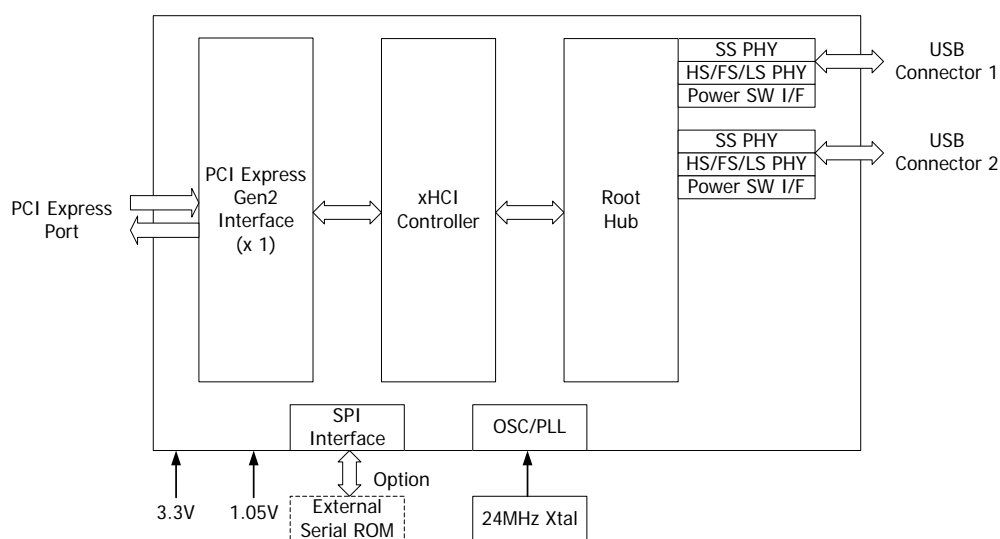 SS PHY
HS/FS/LS PHY
Power SW I/F
USB
Connector 1
SS PHY
HS/FS/LS PHY
Power SW I/F
USB
Connector 2
PCI Express
Port
PCI Express
Gen2
Interface
(x 1)
xHCI
Controller
Root
Hub
SPI
Interface
OSC/PLL
3.3V
1.05V
Option
External
Serial ROM
24MHz Xtal